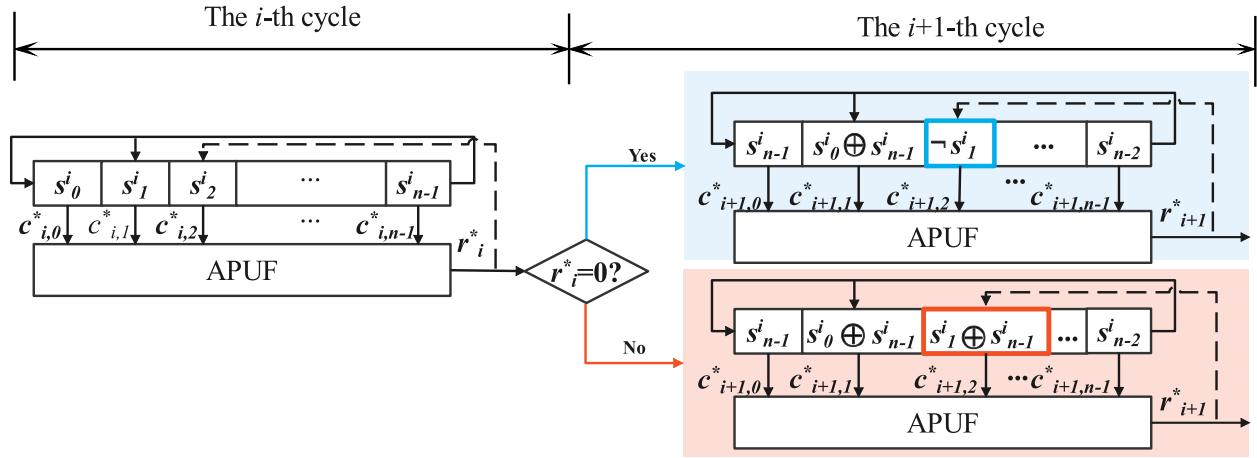 The i-th cycle
The i+1-th cycle
s^i_0 s^i_1 s^i_2 ... s^i_{n-1}
c*_{i,0} c*_{i,1} c*_{i,2} ... c*_{i,n-1}
APUF
r*_i
r*_i=0?
Yes
No
s^i_{n-1} s^i_0 ⊕ s^i_{n-1} ¬ s^i_1 ... s^i_{n-2}
c*_{i+1,0} c*_{i+1,1} c*_{i+1,2} ... c*_{i+1,n-1}
APUF
r*_{i+1}
s^i_{n-1} s^i_0 ⊕ s^i_{n-1} s^i_1 ⊕ s^i_{n-1} ... s^i_{n-2}
c*_{i+1,0} c*_{i+1,1} c*_{i+1,2} ... c*_{i+1,n-1}
APUF
r*_{i+1}